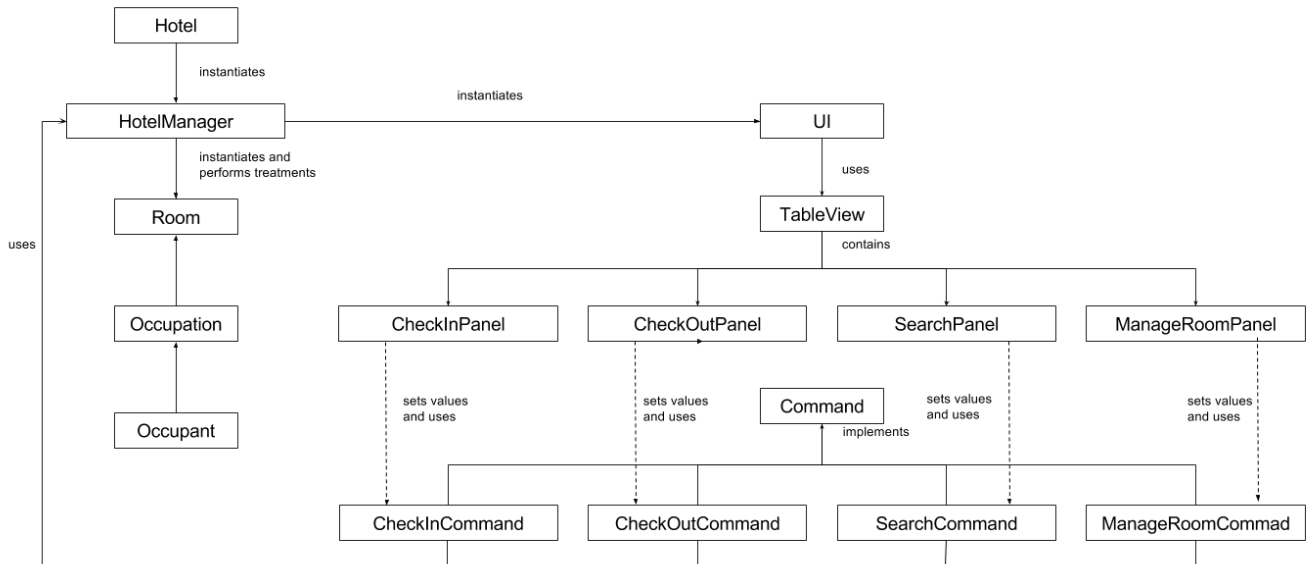 Hotel
instantiates
instantiates
HotelManager
UI
instantiates and
performs treatments
uses
Room
TableView
uses
contains
CheckInPanel
CheckOutPanel
SearchPanel
ManageRoomPanel
Occupation
sets values
and uses
sets values
and uses
Command
sets values
and uses
sets values
and uses
Occupant
implements
CheckInCommand
CheckOutCommand
SearchCommand
ManageRoomCommad